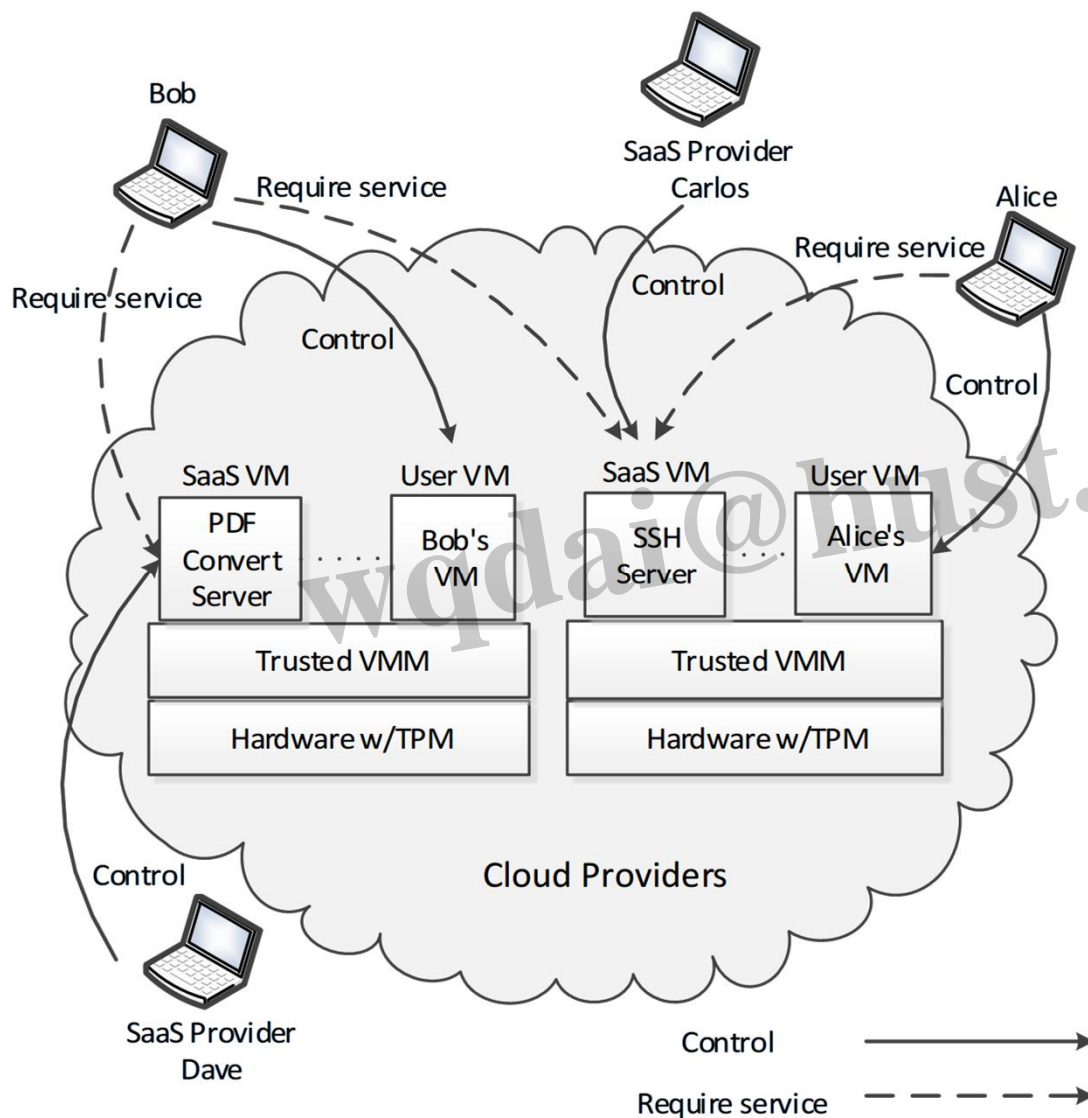 Bob
SaaS Provider
Carlos
Alice
Require service
Require service
Require service
Control
Control
Control
SaaS VM
User VM
SaaS VM
User VM
PDF
Convert
Server
Bob's
VM
SSH
Server
Alice's
VM
wqdai@hust.
Trusted VMM
Trusted VMM
Hardware w/TPM
Hardware w/TPM
Cloud Providers
Control
SaaS Provider
Dave
Control
Require service